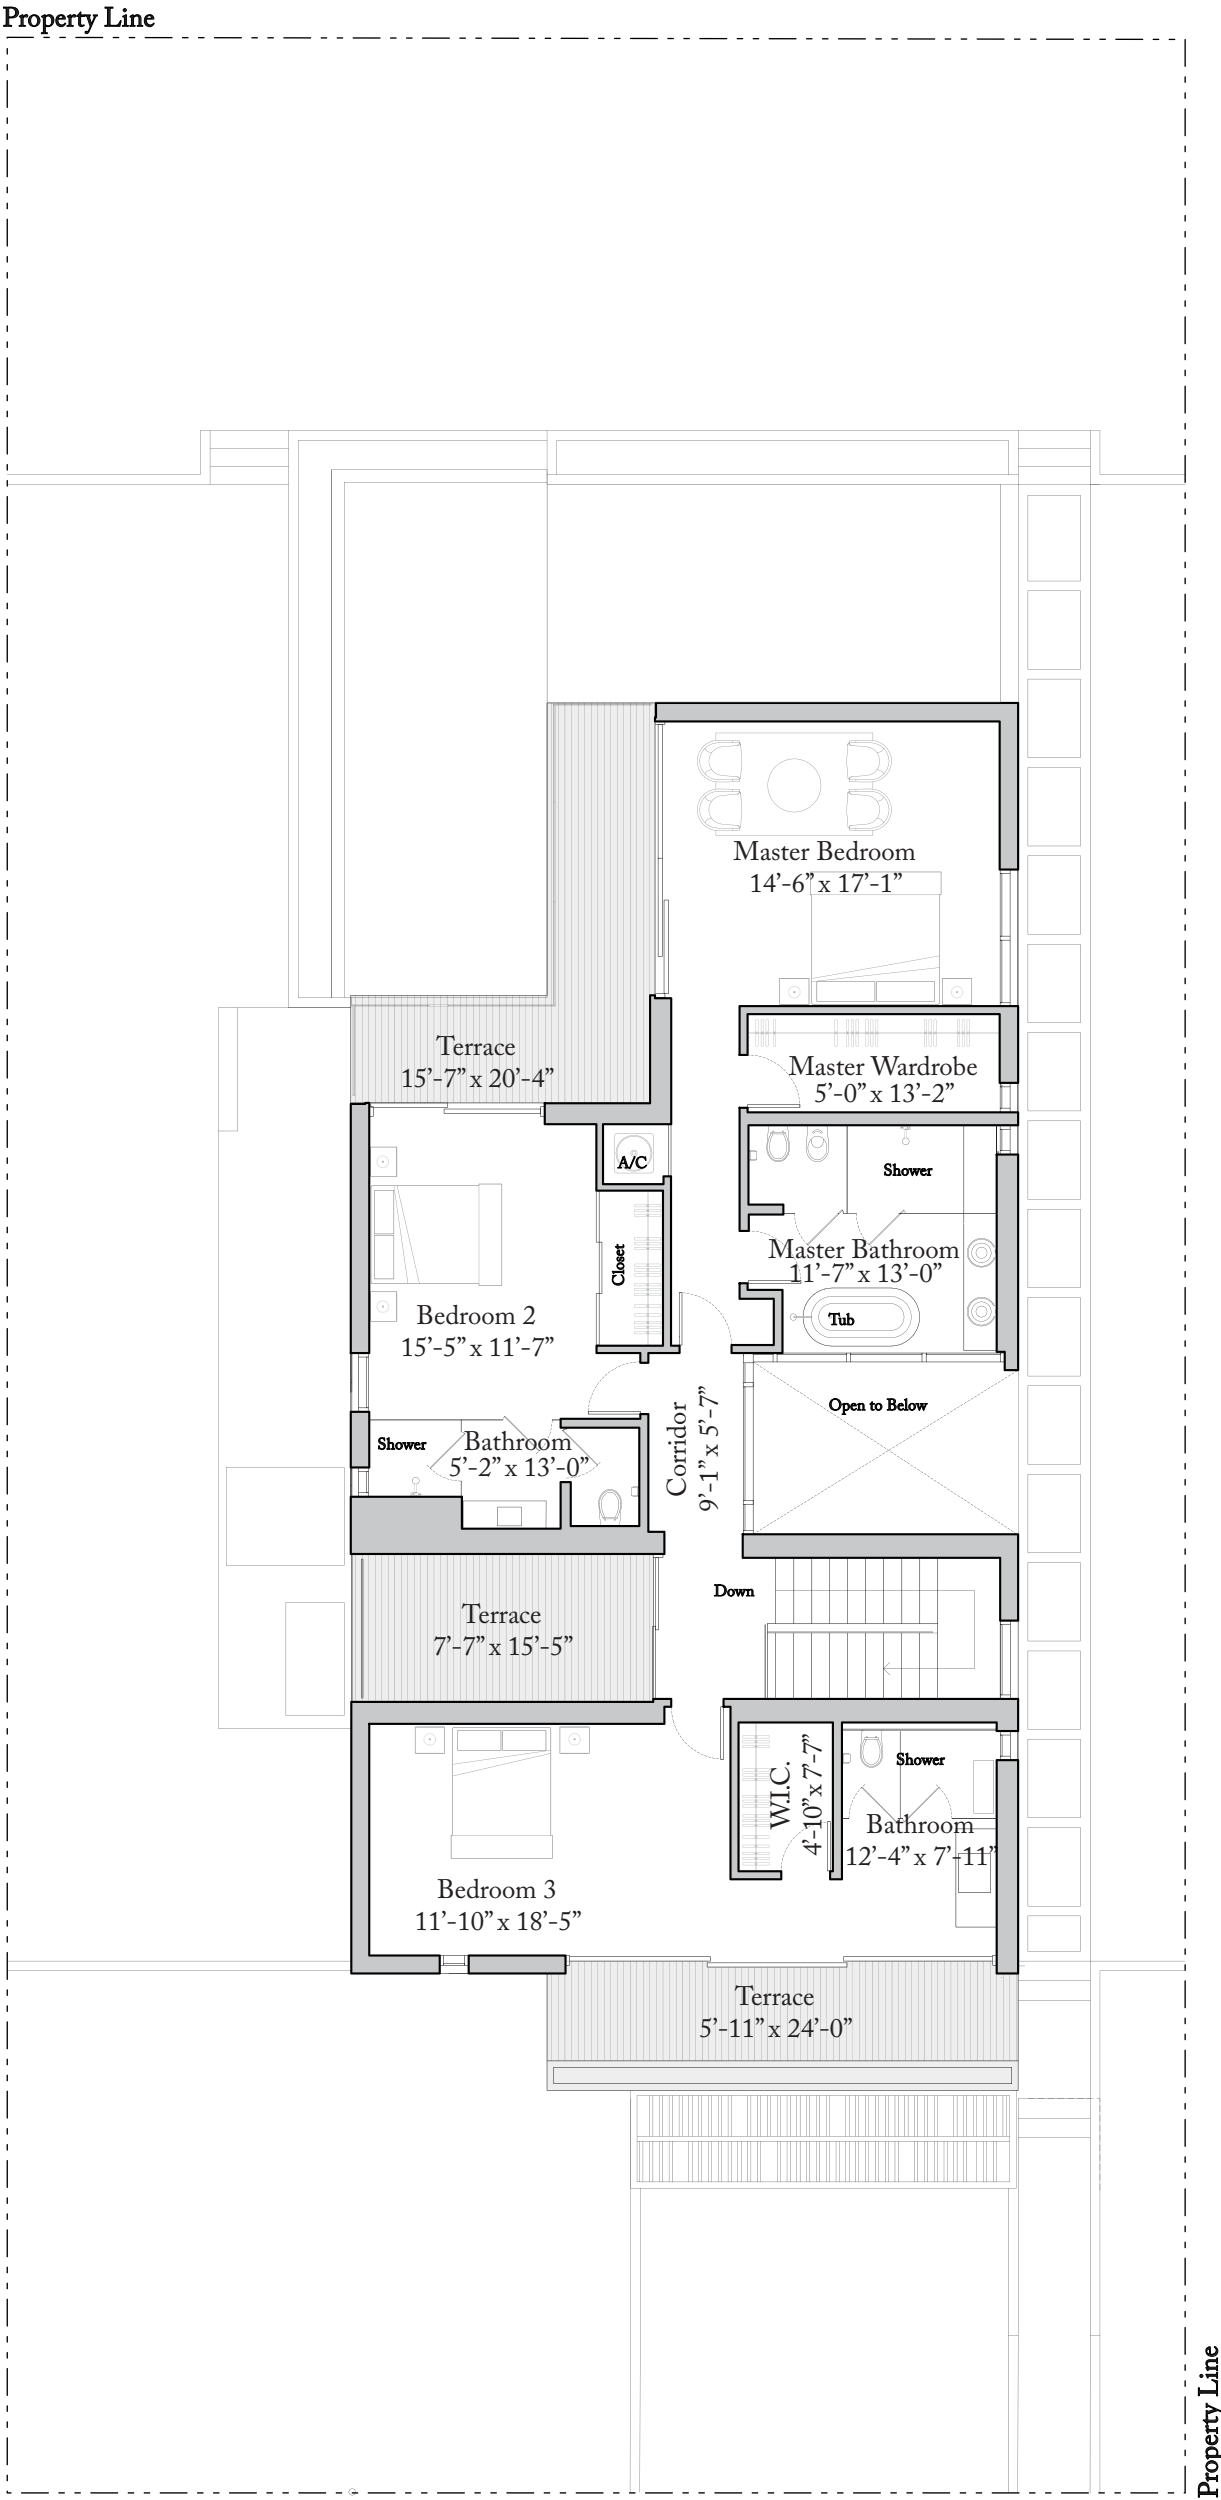 Property Line
Master Bedroom
14’-6” x 17’-1”
Terrace
15’-7” x 20’-4”
Master Wardrobe
5’-0” x 13’-2”
A/C
Shower
Closet
Master Bathroom
11’-7” x 13’-0”
Tub
Bedroom 2
15’-5” x 11’-7”
Open to Below
Corridor
9’-1” x 5’-7”
Shower
Bathroom
5’-2” x 13’-0”
Down
Terrace
7’-7” x 15’-5”
W.I.C.
4’-10” x 7’-7”
Shower
Bathroom
12’-4” x 7’-11”
Bedroom 3
11’-10” x 18’-5”
Terrace
5’-11” x 24’-0”
Property Line